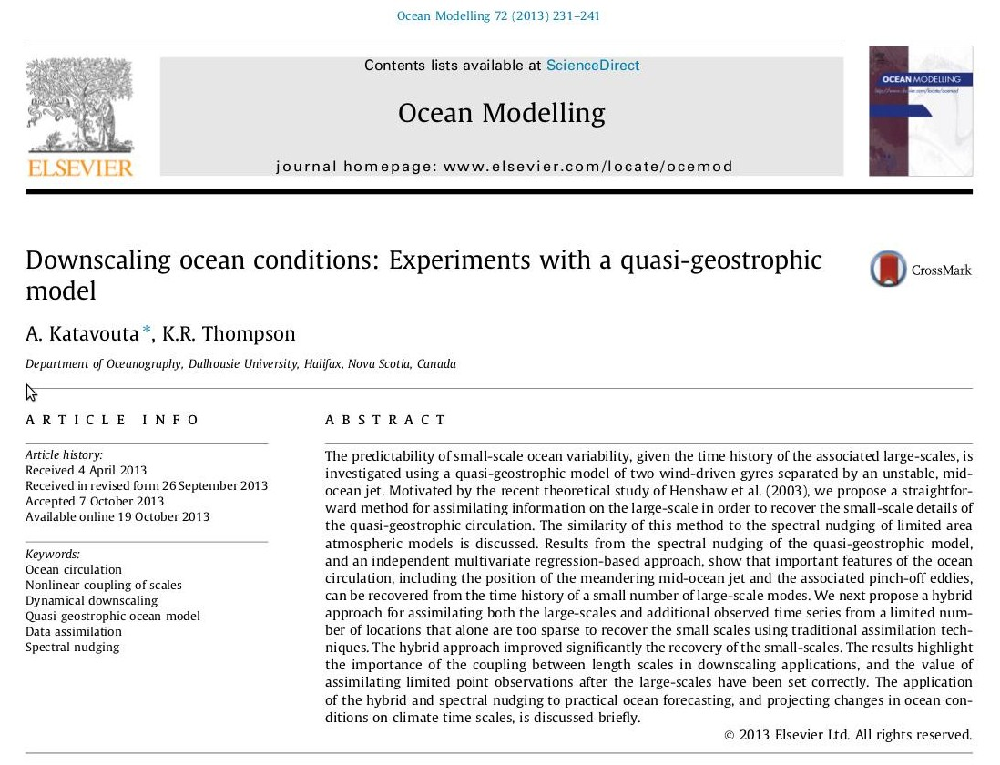 Ocean Modelling 72 (2013) 231–241
Contents lists available at ScienceDirect
Ocean Modelling
journal homepage: www.elsevier.com/locate/ocemod
ELSEVIER
OCEAN MODELLING
Downscaling ocean conditions: Experiments with a quasi-geostrophic
model
CrossMark
A. Katavouta *, K.R. Thompson
Department of Oceanography, Dalhousie University, Halifax, Nova Scotia, Canada
ARTICLE INFO
Article history:
Received 4 April 2013
Received in revised form 26 September 2013
Accepted 7 October 2013
Available online 19 October 2013
Keywords:
Ocean circulation
Nonlinear coupling of scales
Dynamical downscaling
Quasi-geostrophic ocean model
Data assimilation
Spectral nudging
ABSTRACT
The predictability of small-scale ocean variability, given the time history of the associated large-scales, is
investigated using a quasi-geostrophic model of two wind-driven gyres separated by an unstable, mid-
ocean jet. Motivated by the recent theoretical study of Henshaw et al. (2003), we propose a straightfor-
ward method for assimilating information on the large-scale in order to recover the small-scale details of
the quasi-geostrophic circulation. The similarity of this method to the spectral nudging of limited area
atmospheric models is discussed. Results from the spectral nudging of the quasi-geostrophic model,
and an independent multivariate regression-based approach, show that important features of the ocean
circulation, including the position of the meandering mid-ocean jet and the associated pinch-off eddies,
can be recovered from the time history of a small number of large-scale modes. We next propose a hybrid
approach for assimilating both the large-scales and additional observed time series from a limited num-
ber of locations that alone are too sparse to recover the small scales using traditional assimilation tech-
niques. The hybrid approach improved significantly the recovery of the small-scales. The results highlight
the importance of the coupling between length scales in downscaling applications, and the value of
assimilating limited point observations after the large-scales have been set correctly. The application
of the hybrid and spectral nudging to practical ocean forecasting, and projecting changes in ocean con-
ditions on climate time scales, is discussed briefly.
© 2013 Elsevier Ltd. All rights reserved.